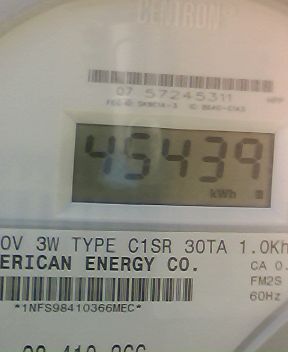 CENTRON
07 57245311
45439
kWh
0V 3W TYPE C1SR 30TA 1.0Kh
ERICAN ENERGY CO.
CA 0.
FM2S
60Hz
*1NFS98410366MEC*